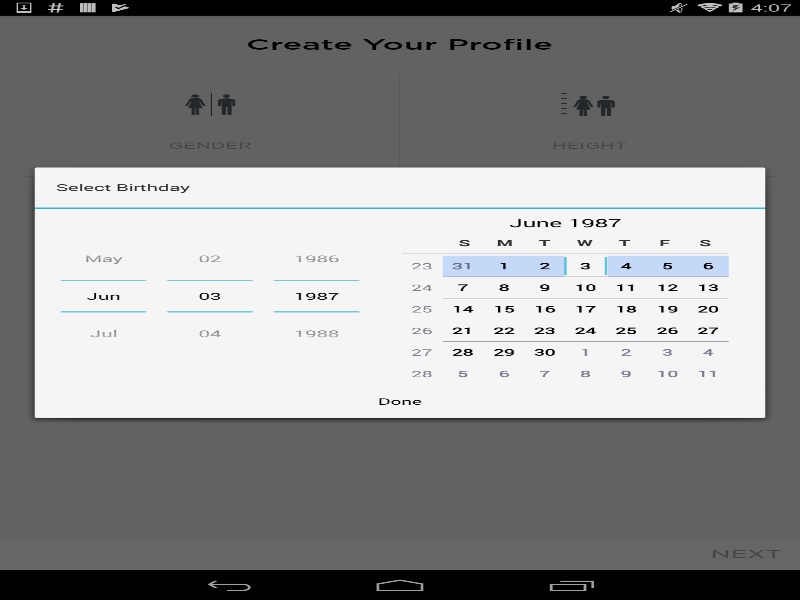 4:07
Create Your Profile
GENDER HEIGHT
Select Birthday
June 1987
S M T W T F S
May 02 1986
23 31 1 2 3 4 5 6
24 7 8 9 10 11 12 13
Jun 03 1987
25 14 15 16 17 18 19 20
26 21 22 23 24 25 26 27
Jul 04 1988
27 28 29 30 1 2 3 4
28 5 6 7 8 9 10 11
Done
NEXT